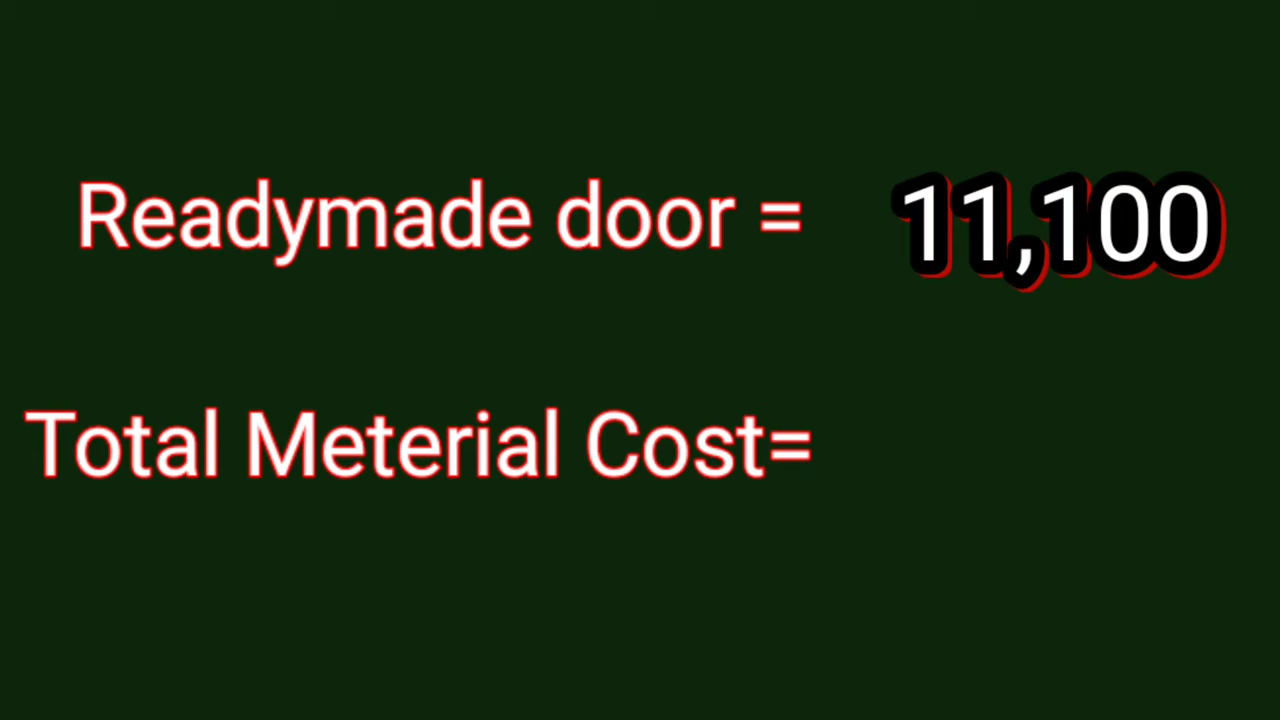 Readymade door = 11,100
Total Meterial Cost=